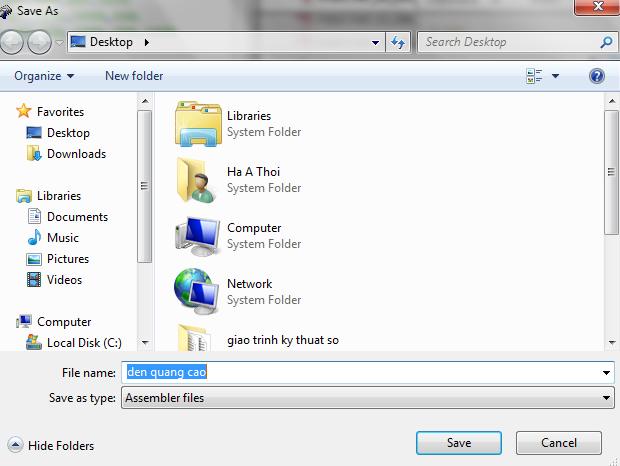 Save As
Desktop
Search Desktop
Organize
New folder
Favorites
Desktop
Downloads
Libraries
Documents
Music
Pictures
Videos
Computer
Local Disk (C:)
Libraries
System Folder
Ha A Thoi
System Folder
Computer
System Folder
Network
System Folder
giao trinh ky thuat so
File name:
den quang cao
Save as type:
Assembler files
Hide Folders
Save
Cancel